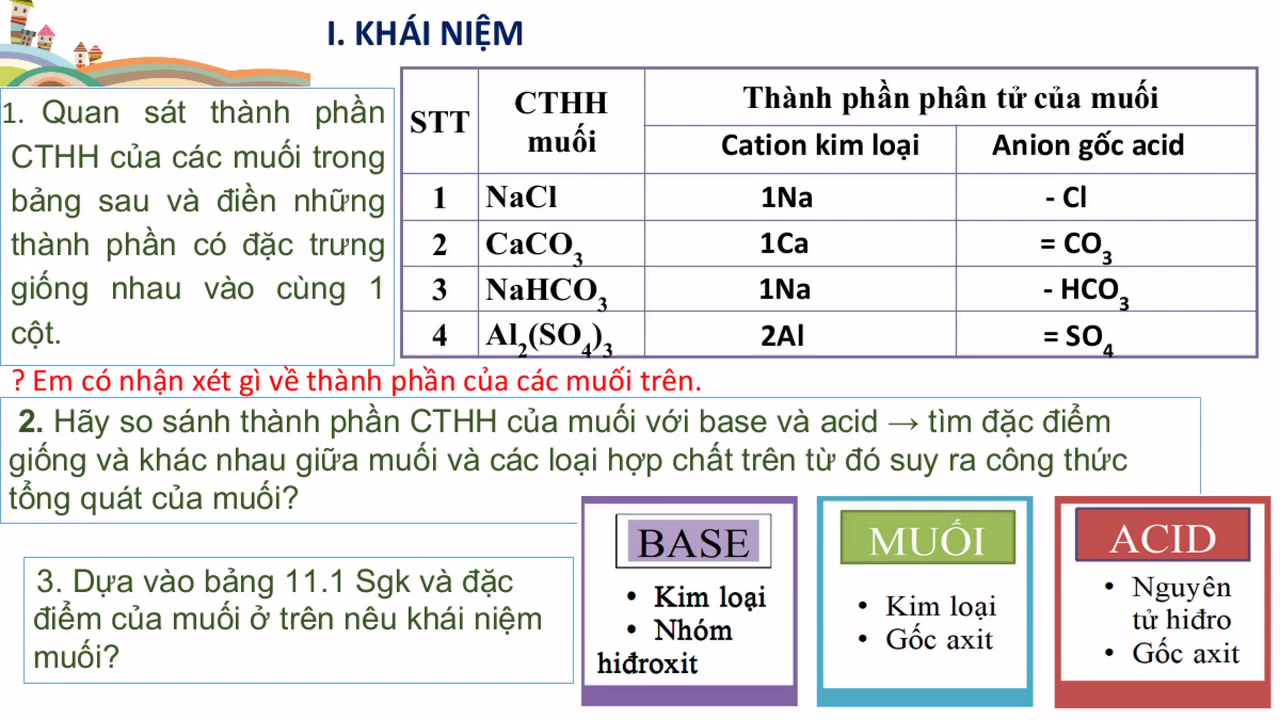 I. KHÁI NIỆM
1. Quan sát thành phần
CTHH của các muối trong
bảng sau và điền những
thành phần có đặc trưng
giống nhau vào cùng 1
cột.
STT
CTHH
muối
Thành phần phân tử của muối
Cation kim loại
Anion gốc acid
1 NaCl 1Na - Cl
2 CaCO₃ 1Ca = CO₃
3 NaHCO₃ 1Na - HCO₃
4 Al₂(SO₄)₃ 2Al = SO₄
? Em có nhận xét gì về thành phần của các muối trên.
2. Hãy so sánh thành phần CTHH của muối với base và acid → tìm đặc điểm
giống và khác nhau giữa muối và các loại hợp chất trên từ đó suy ra công thức
tổng quát của muối?
3. Dựa vào bảng 11.1 Sgk và đặc
điểm của muối ở trên nêu khái niệm
muối?
BASE
• Kim loại
• Nhóm
hiđroxit
MUỐI
• Kim loại
• Gốc axit
ACID
• Nguyên
tử hiđro
• Gốc axit